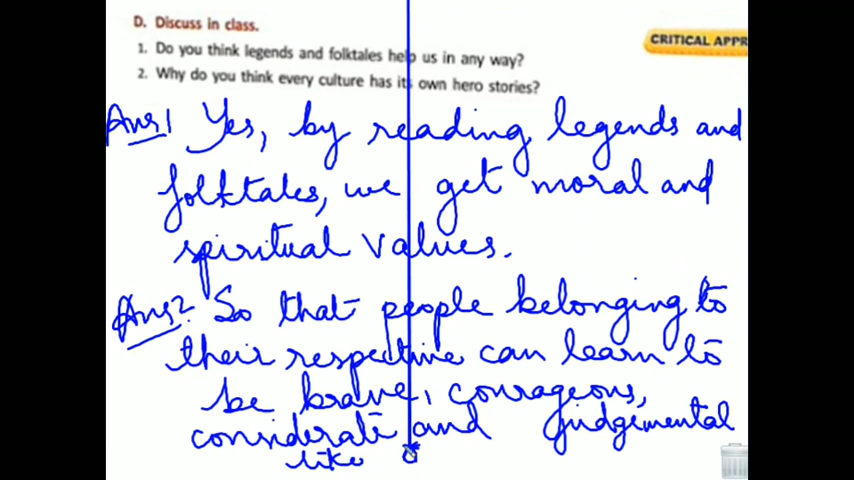 D. Discuss in class.
CRITICAL APPR
1. Do you think legends and folktales help us in any way?
2. Why do you think every culture has its own hero stories?
Ans1 Yes, by reading legends and
folktales, we get moral and
spiritual values.
Ans2. So that people belonging to
their respective can learn to
be brave, courageous,
considerate and judgemental
like